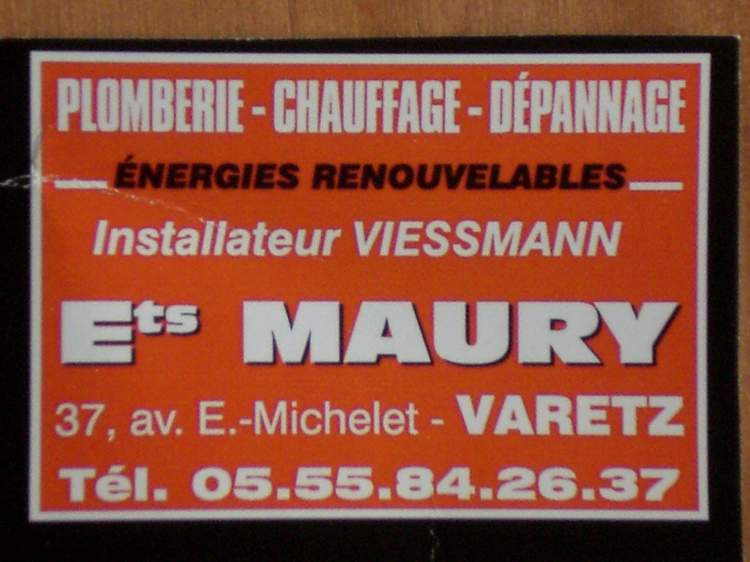 PLOMBERIE - CHAUFFAGE - DÉPANNAGE
ÉNERGIES RENOUVELABLES
Installateur VIESSMANN
Ets MAURY
37, av. E.-Michelet - VARETZ
Tél. 05.55.84.26.37